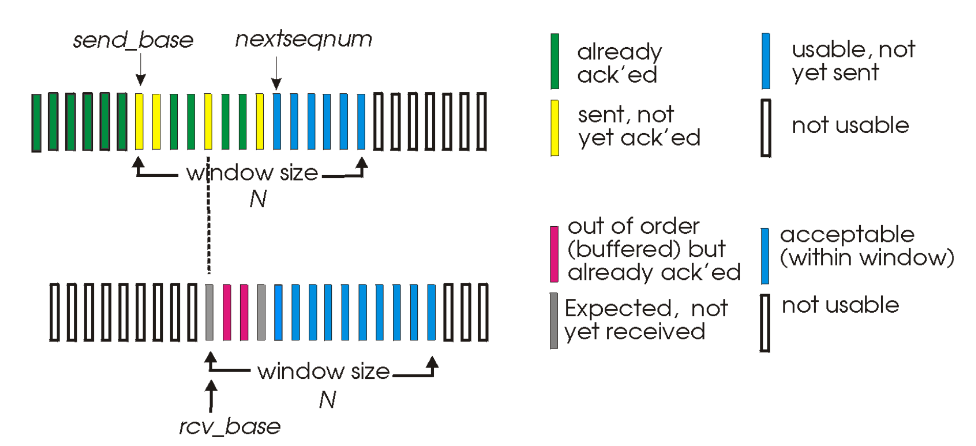 send_base
nextseqnum
already
ack'ed
usable, not
yet sent
sent, not
yet ack'ed
not usable
window size
N
out of order
(buffered) but
already ack'ed
acceptable
(within window)
Expected, not
yet received
not usable
window size
N
rcv_base